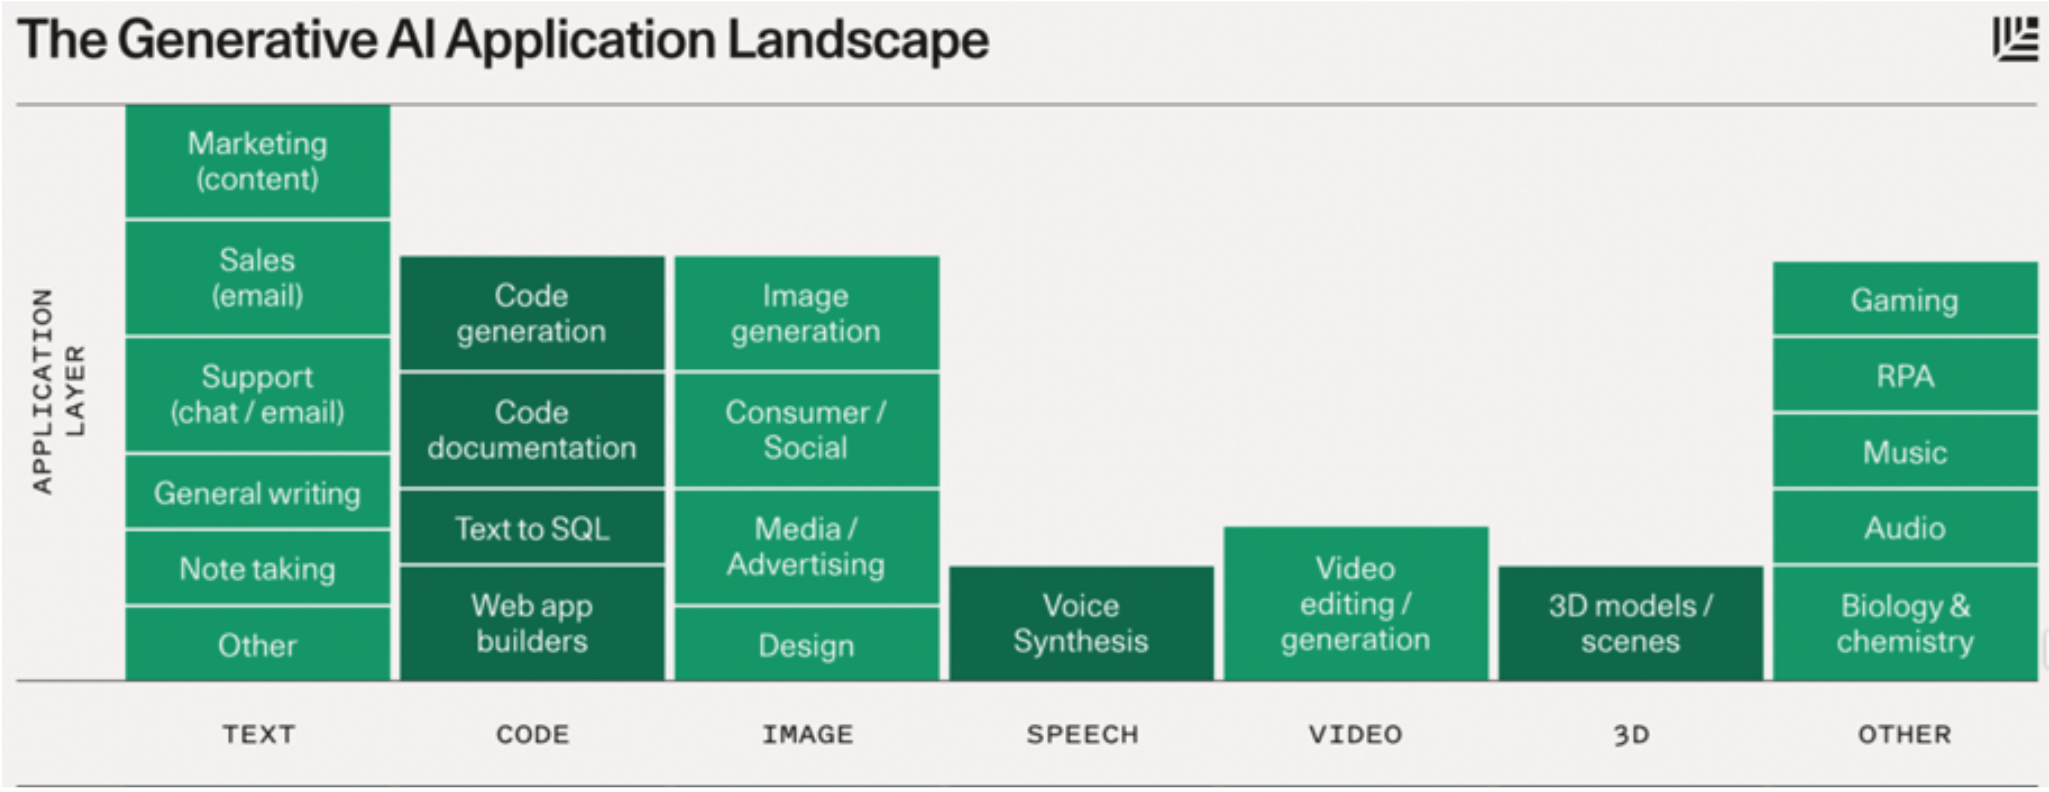 The Generative AI Application Landscape
APPLICATION
LAYER
Marketing
(content)
Sales
(email)
Support
(chat / email)
General writing
Note taking
Other
TEXT
Code
generation
Code
documentation
Text to SQL
Web app
builders
CODE
Image
generation
Consumer /
Social
Media /
Advertising
Design
IMAGE
Voice
Synthesis
SPEECH
Video
editing /
generation
VIDEO
3D models /
scenes
3D
Gaming
RPA
Music
Audio
Biology &
chemistry
OTHER